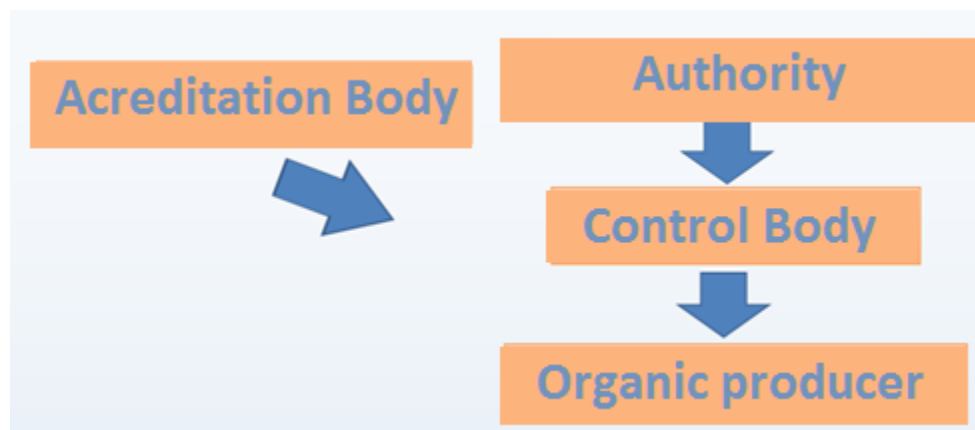 Acreditation Body
Authority
Control Body
Organic producer